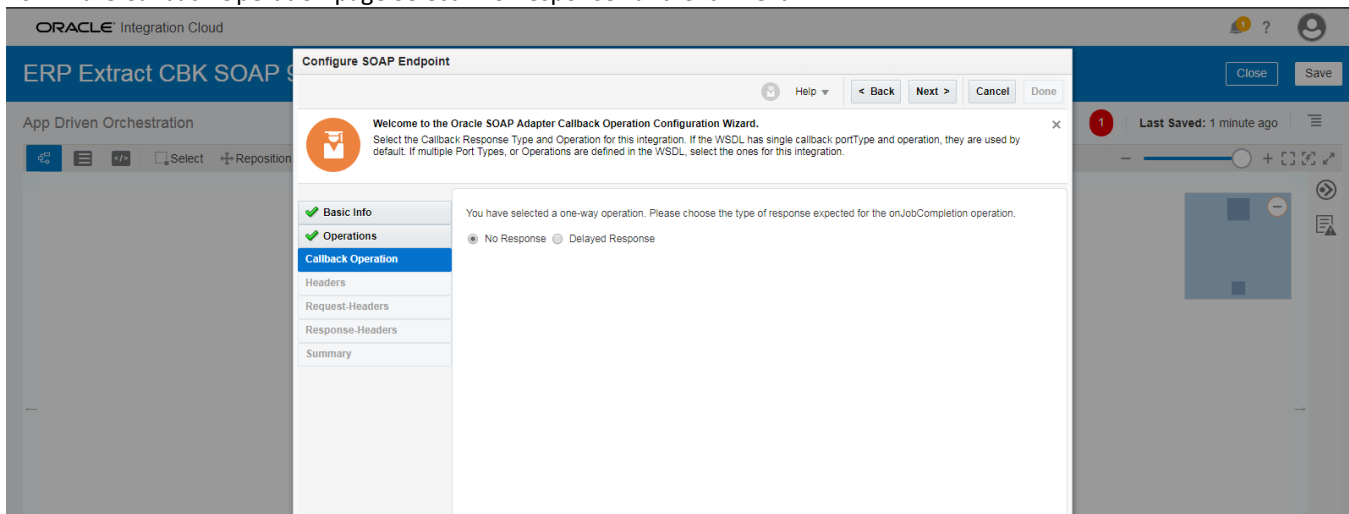 ORACLE Integration Cloud
1
?
ERP Extract CBK SOAP
Close
Save
Configure SOAP Endpoint
Help
< Back
Next >
Cancel
Done
App Driven Orchestration
1
Last Saved: 1 minute ago
Select
Reposition
Welcome to the Oracle SOAP Adapter Callback Operation Configuration Wizard.
Select the Callback Response Type and Operation for this integration. If the WSDL has single callback portType and operation, they are used by
default. If multiple Port Types, or Operations are defined in the WSDL, select the ones for this integration.
Basic Info
Operations
Callback Operation
Headers
Request-Headers
Response-Headers
Summary
You have selected a one-way operation. Please choose the type of response expected for the onJobCompletion operation.
No Response
Delayed Response